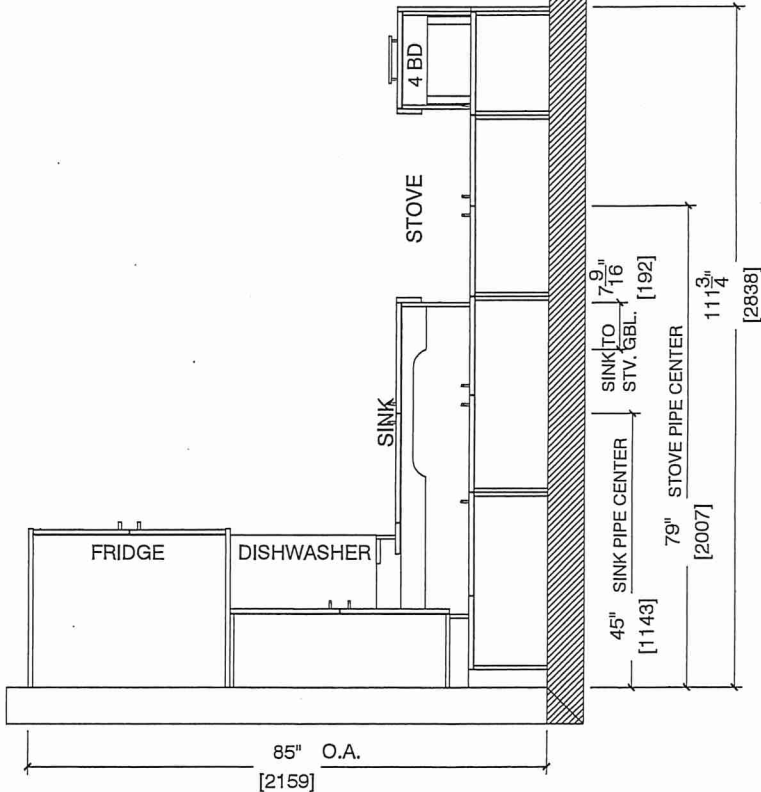 4 BD
STOVE
SINK
FRIDGE
DISHWASHER
7 9/16"
[192]
SINK TO
STV. GBL.
111 3/4"
[2838]
STOVE PIPE CENTER
79"
[2007]
SINK PIPE CENTER
45"
[1143]
85" O.A.
[2159]